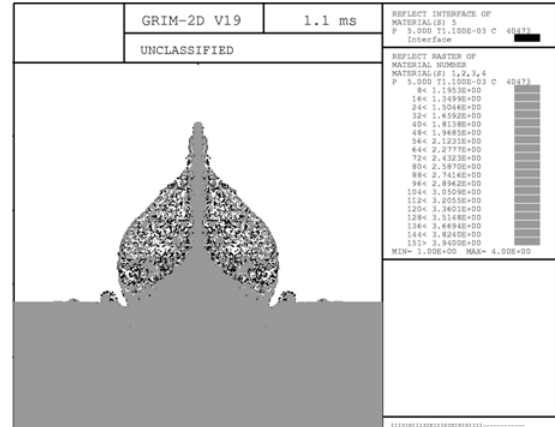 GRIM-2D V19
1.1 ms
UNCLASSIFIED
REFLECT INTERFACE OF
MATERIAL(S) 5
P 5.000 T1.100E-03 C 40473
Interface
REFLECT RASTER OF
MATERIAL NUMBER
MATERIAL(S) 1,2,3,4
P 5.000 T1.100E-03 C 40473
8< 1.1953E+00
16< 1.3499E+00
24< 1.5046E+00
32< 1.6592E+00
40< 1.8138E+00
48< 1.9685E+00
56< 2.1231E+00
64< 2.2777E+00
72< 2.4323E+00
80< 2.5870E+00
88< 2.7416E+00
96< 2.8962E+00
104< 3.0509E+00
112< 3.2055E+00
120< 3.3601E+00
128< 3.5148E+00
136< 3.6694E+00
144< 3.8240E+00
151> 3.9400E+00
MIN= 1.00E+00 MAX= 4.00E+00